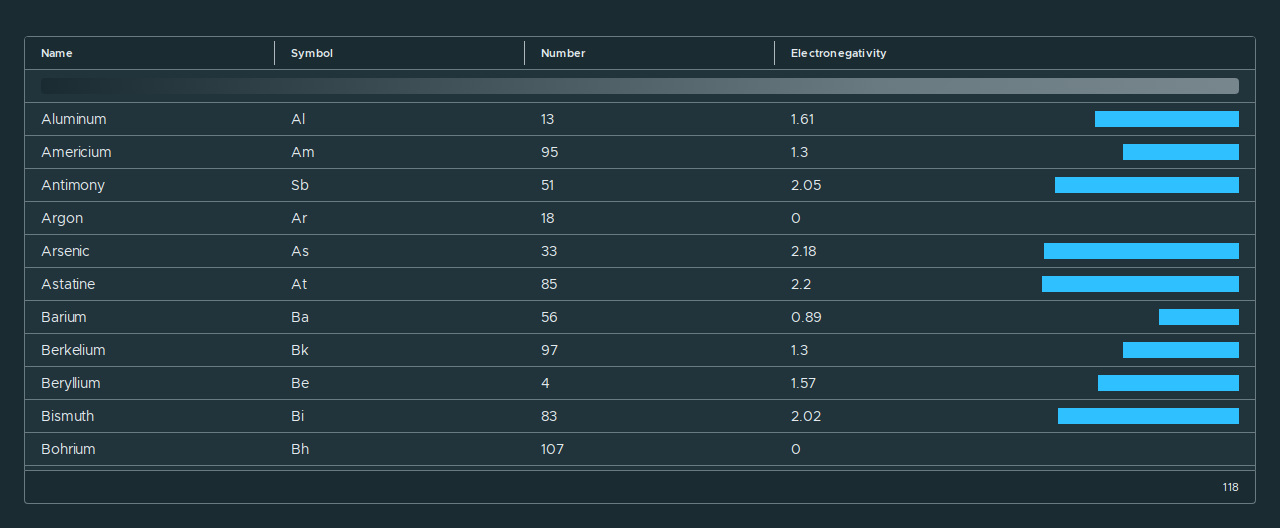 Name Symbol Number Electronegativity
Aluminum Al 13 1.61
Americium Am 95 1.3
Antimony Sb 51 2.05
Argon Ar 18 0
Arsenic As 33 2.18
Astatine At 85 2.2
Barium Ba 56 0.89
Berkelium Bk 97 1.3
Beryllium Be 4 1.57
Bismuth Bi 83 2.02
Bohrium Bh 107 0
118